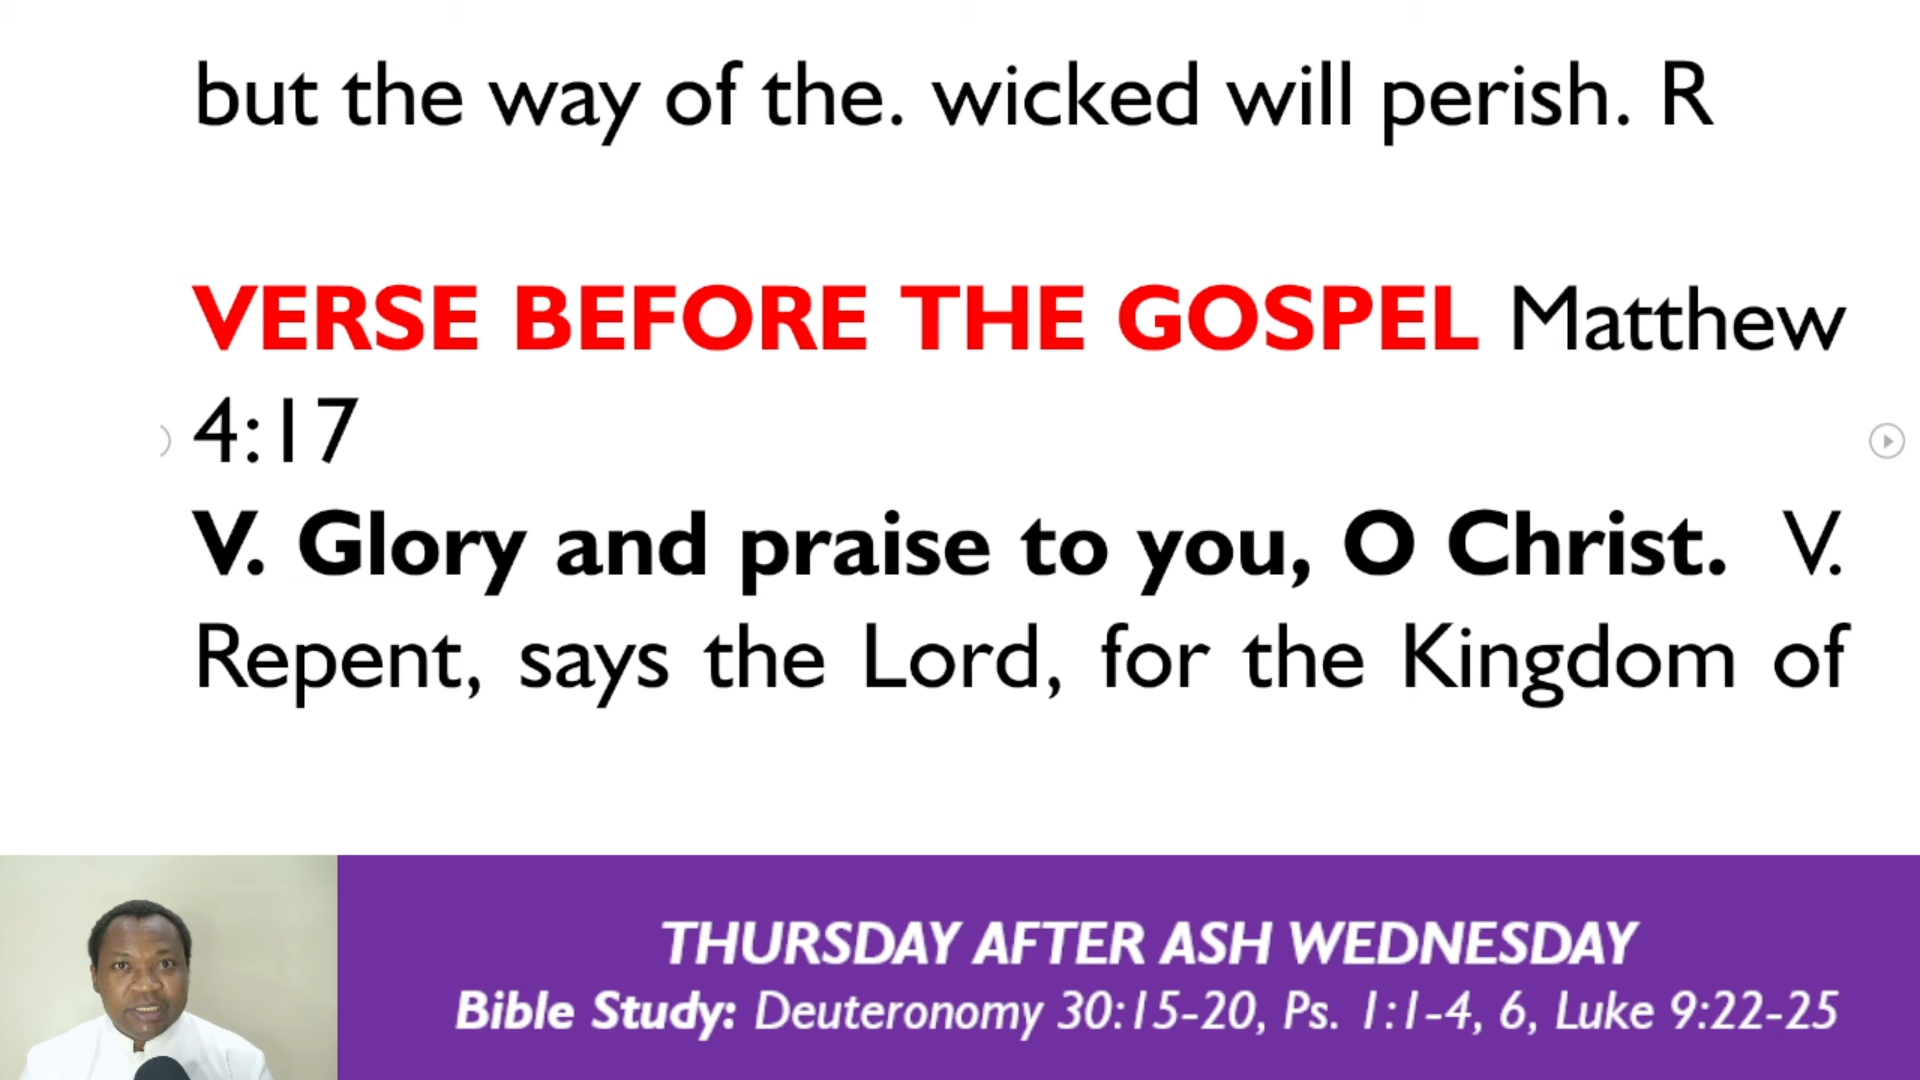 but the way of the. wicked will perish. R
VERSE BEFORE THE GOSPEL Matthew
4:17
V. Glory and praise to you, O Christ. V.
Repent, says the Lord, for the Kingdom of
THURSDAY AFTER ASH WEDNESDAY
Bible Study: Deuteronomy 30:15-20, Ps. 1:1-4, 6, Luke 9:22-25